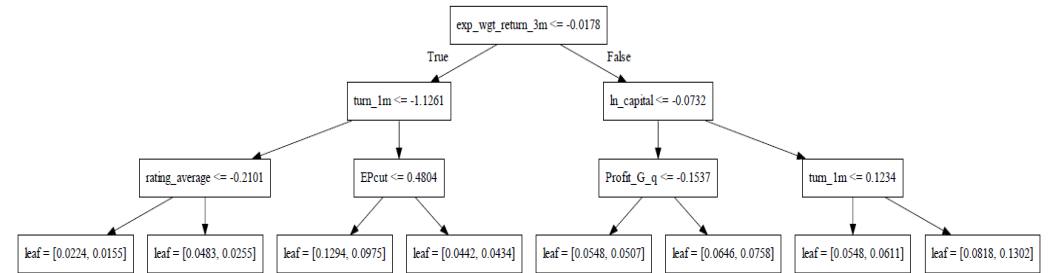 exp_wgt_return_3m <= -0.0178
True
False
turn_1m <= -1.1261
ln_capital <= -0.0732
rating_average <= -0.2101
EPcut <= 0.4804
Profit_G_q <= -0.1537
turn_1m <= 0.1234
leaf = [0.0224, 0.0155]
leaf = [0.0483, 0.0255]
leaf = [0.1294, 0.0975]
leaf = [0.0442, 0.0434]
leaf = [0.0548, 0.0507]
leaf = [0.0646, 0.0758]
leaf = [0.0548, 0.0611]
leaf = [0.0818, 0.1302]